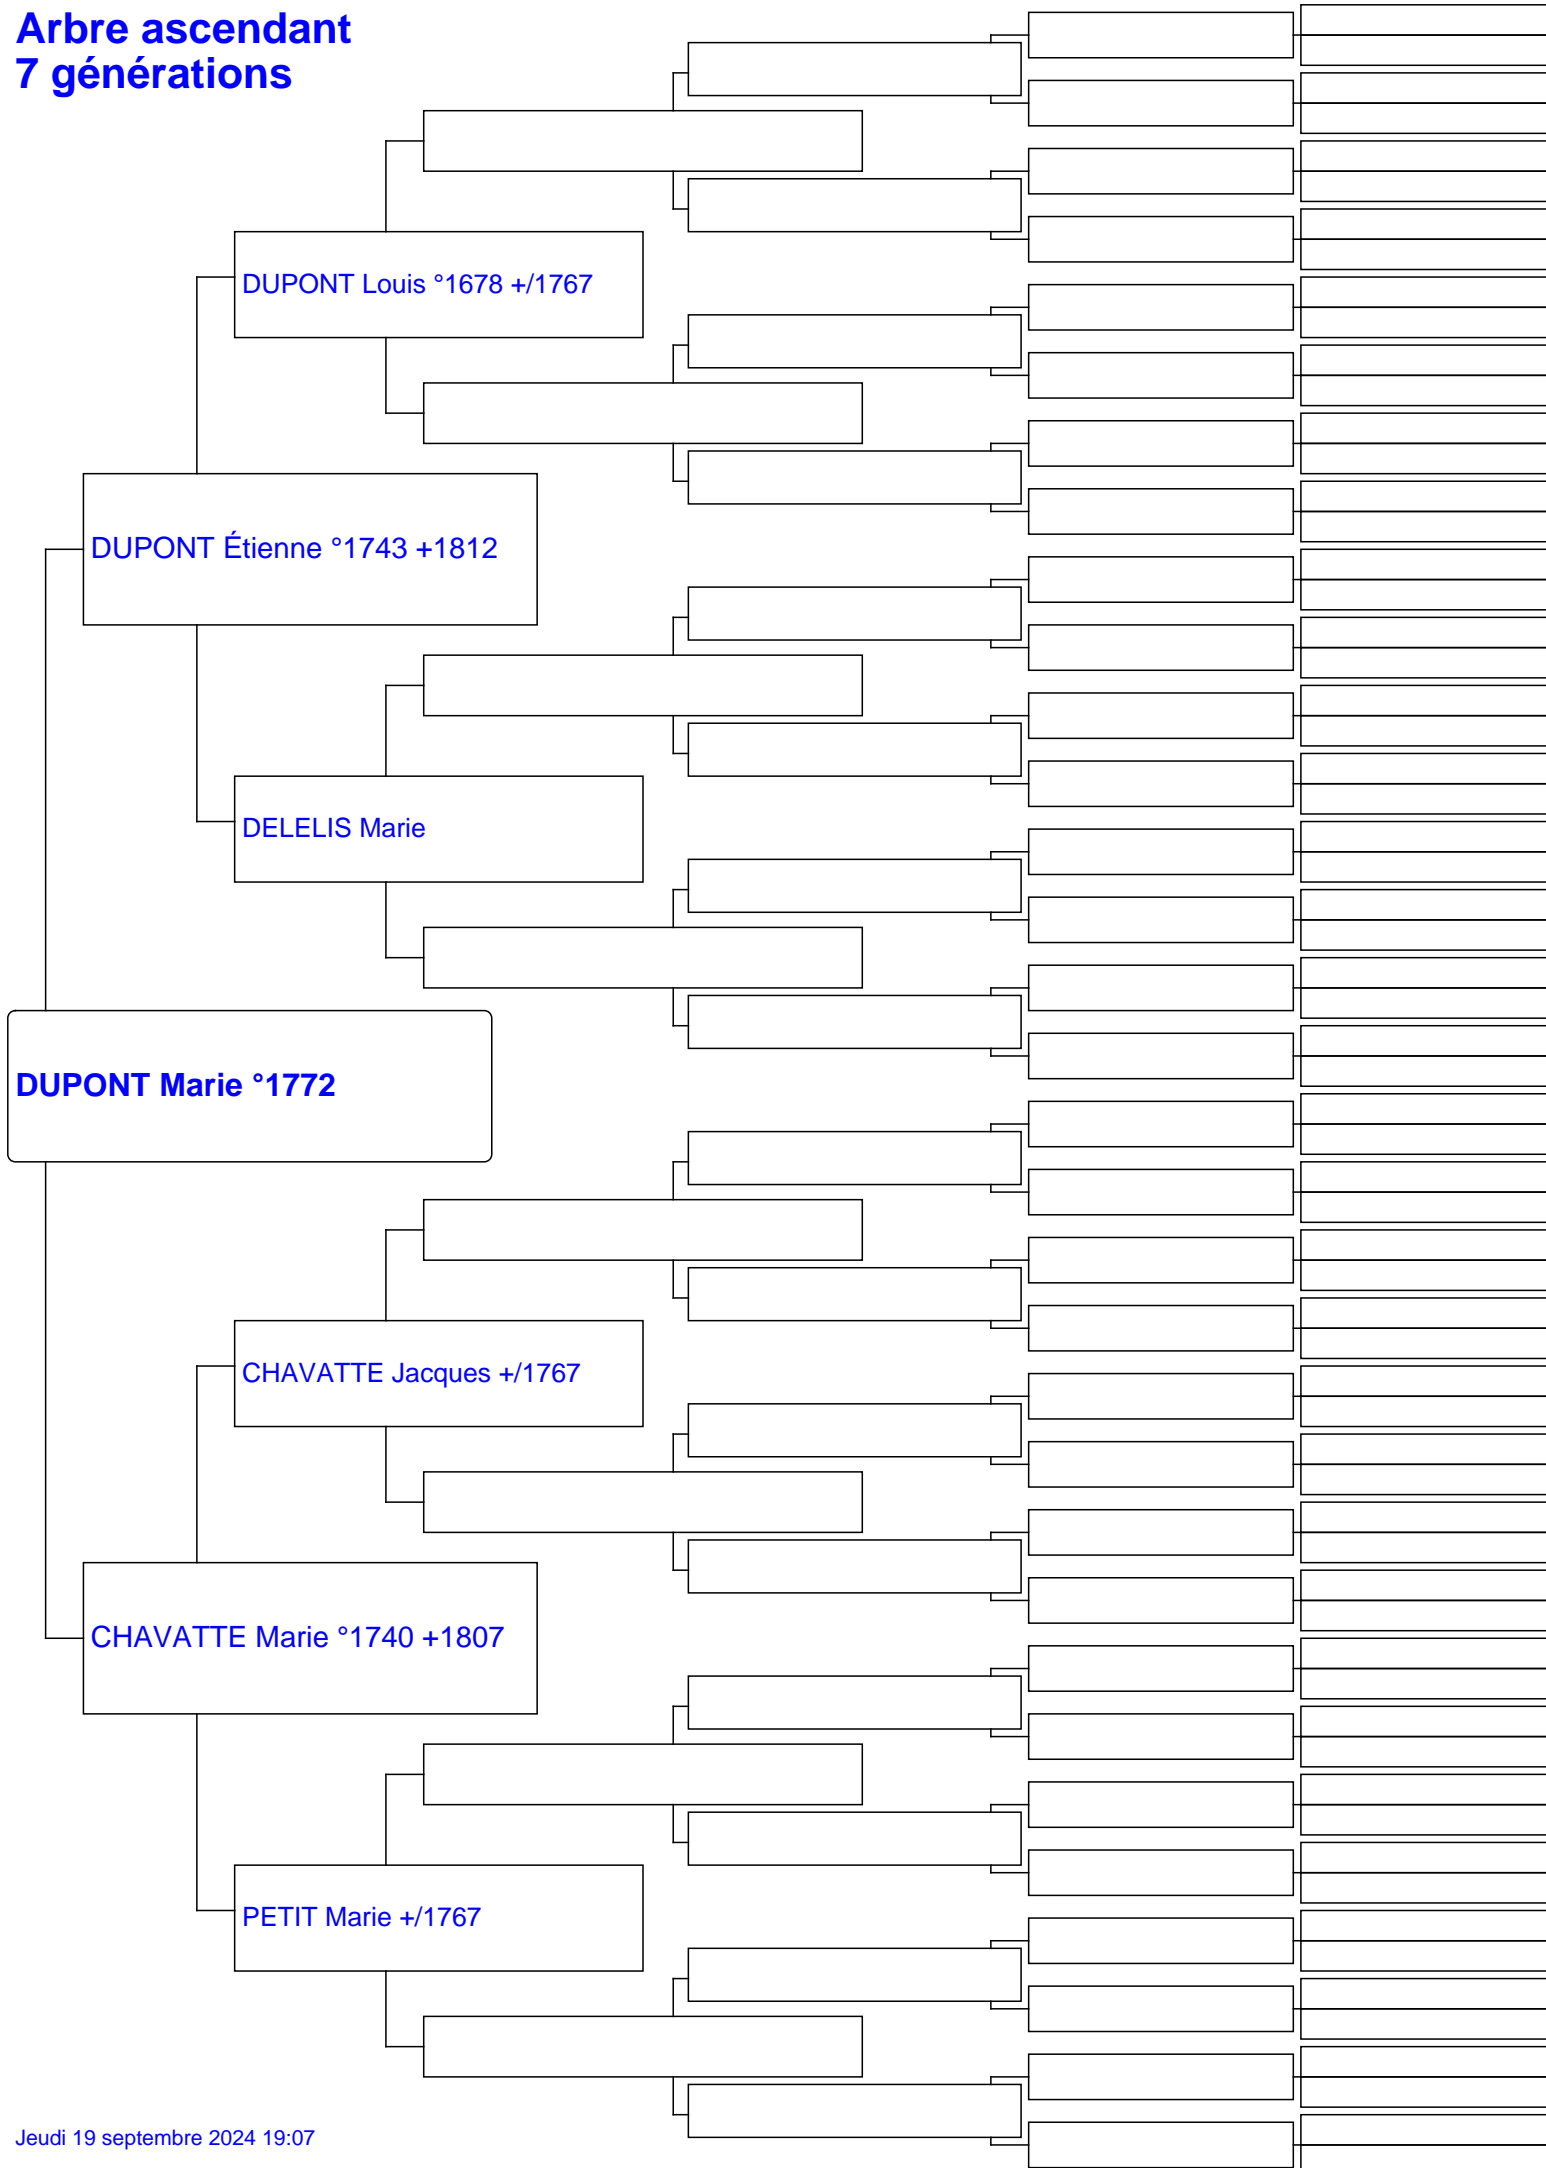 Arbre ascendant
7 générations
DUPONT Louis °1678 +/1767
DUPONT Étienne °1743 +1812
DELELIS Marie
DUPONT Marie °1772
CHAVATTE Jacques +/1767
CHAVATTE Marie °1740 +1807
PETIT Marie +/1767
Jeudi 19 septembre 2024 19:07